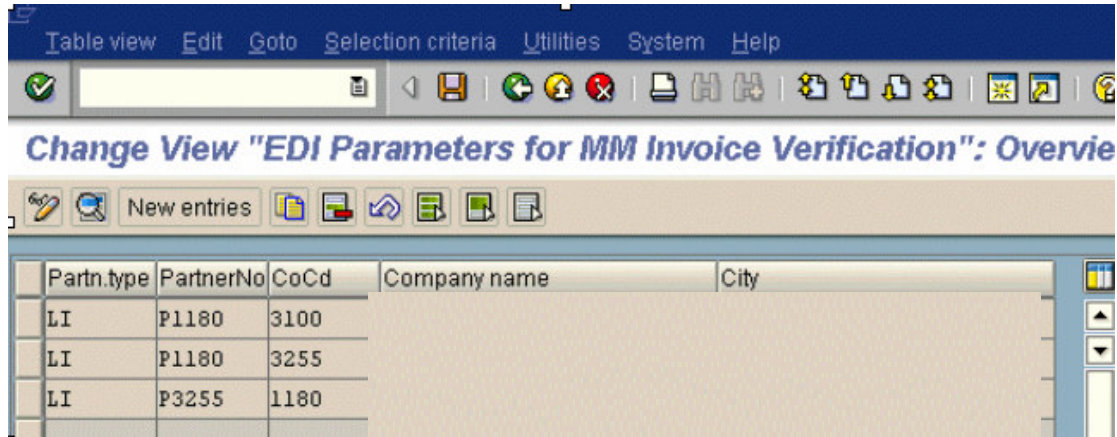 Table view Edit Goto Selection criteria Utilities System Help
Change View "EDI Parameters for MM Invoice Verification": Overvie
New entries
Partn.type PartnerNo CoCd Company name City
LI P1180 3100
LI P1180 3255
LI P3255 1180